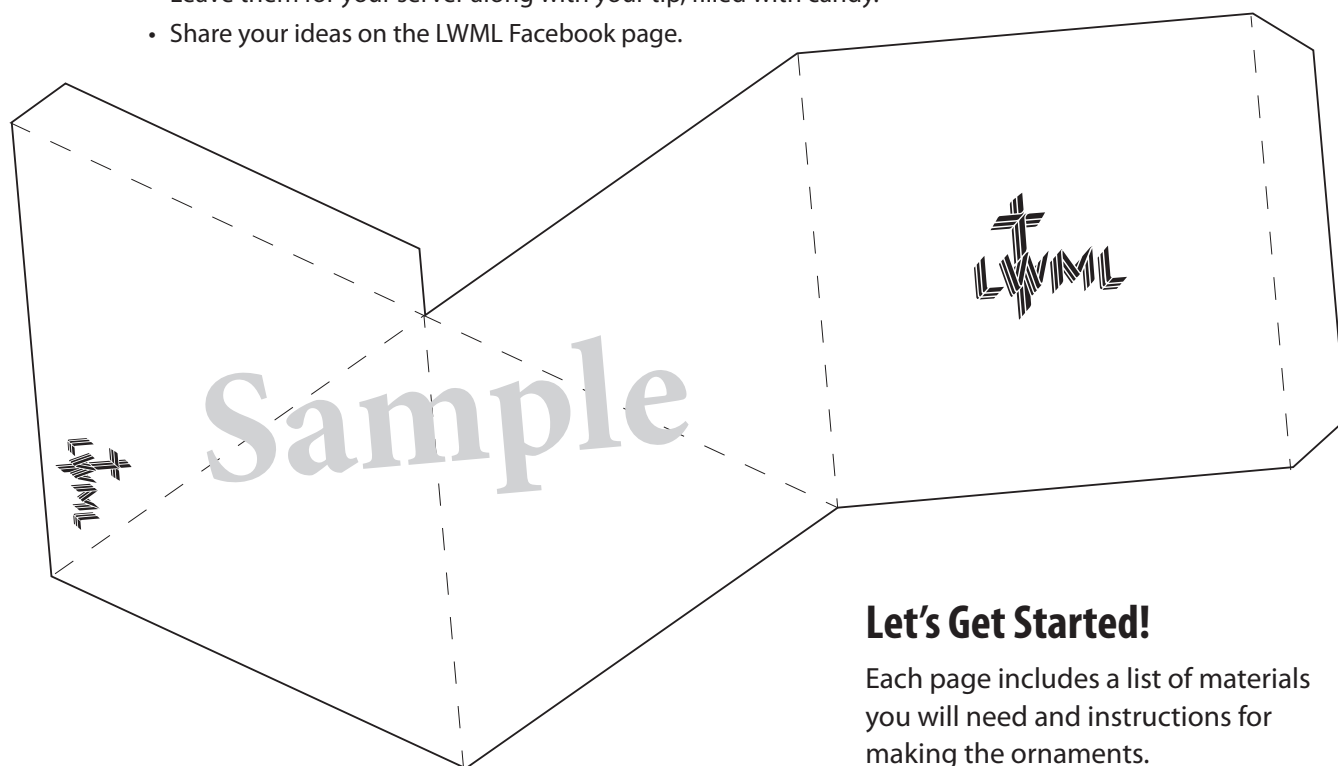 Leave them for your server along with your tip, filled with candy.
• Share your ideas on the LWML Facebook page.
LWML
Sample
LWML
Let's Get Started!
Each page includes a list of materials
you will need and instructions for
making the ornaments.